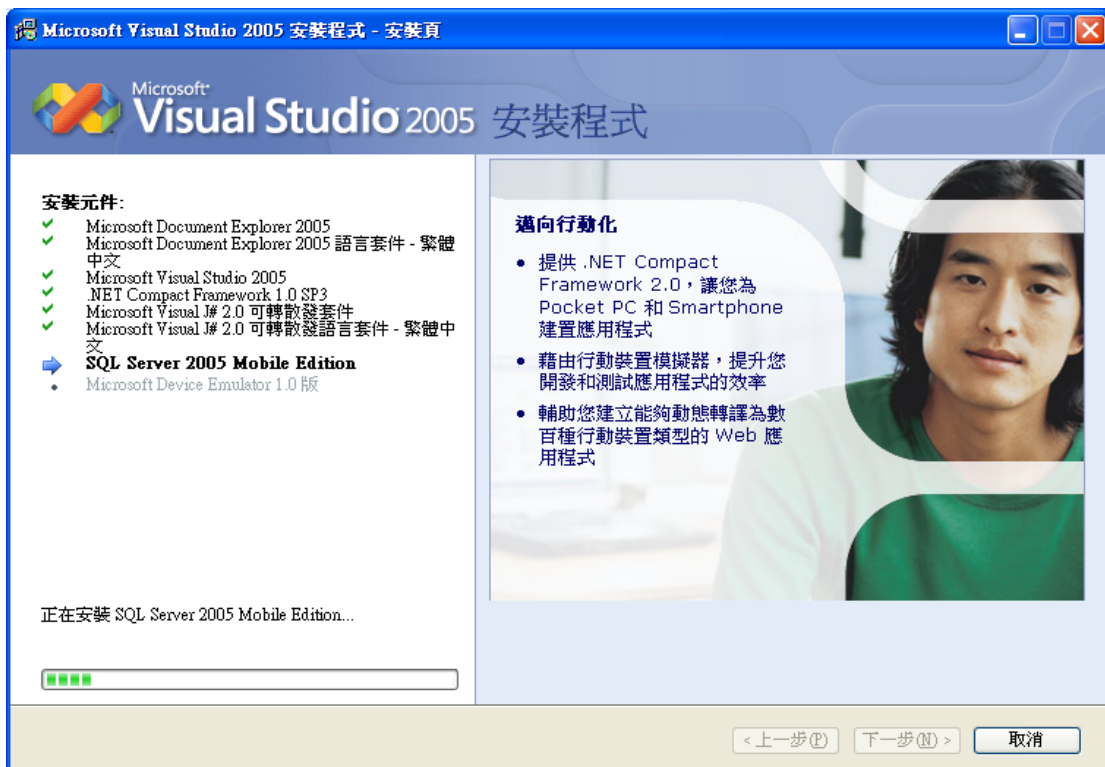 Microsoft Visual Studio 2005 安裝程式 - 安裝頁
Microsoft
Visual Studio 2005 安裝程式
安裝元件:
Microsoft Document Explorer 2005
Microsoft Document Explorer 2005 語言套件 - 繁體
中文
Microsoft Visual Studio 2005
.NET Compact Framework 1.0 SP3
Microsoft Visual J# 2.0 可轉散發套件
Microsoft Visual J# 2.0 可轉散發語言套件 - 繁體中
文
SQL Server 2005 Mobile Edition
Microsoft Device Emulator 1.0 版
正在安裝 SQL Server 2005 Mobile Edition...
邁向行動化
• 提供 .NET Compact
Framework 2.0，讓您為
Pocket PC 和 Smartphone
建置應用程式
• 藉由行動裝置模擬器，提升您
開發和測試應用程式的效率
• 輔助您建立能夠動態轉譯為數
百種行動裝置類型的 Web 應
用程式
<上一步(P)
下一步(N)>
取消